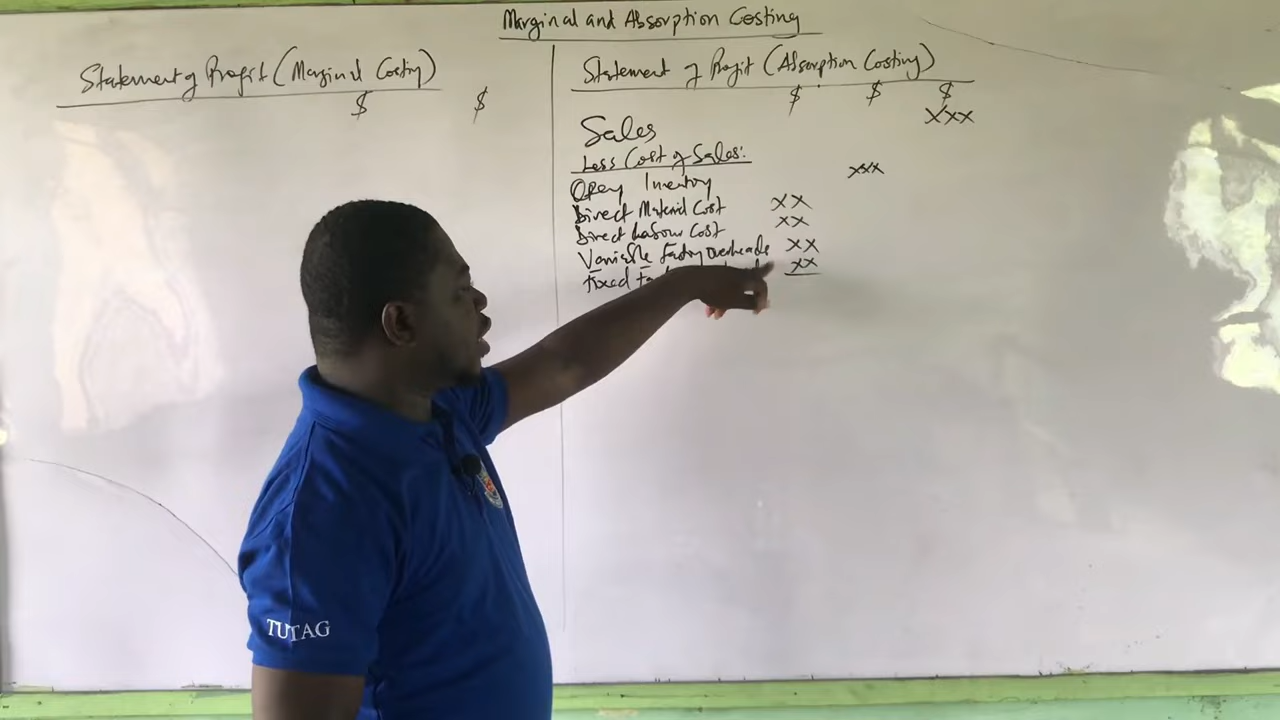 Marginal and Absorption Costing
Statement of Profit (Marginal Costing)
$ $
Statement of Profit (Absorption Costing)
$ $ $
Sales xxx
Less Cost of Sales:
Opening Inventory xxx
Direct Material Cost xx
Direct Labour Cost xx
Variable Factory overheads xx
Fixed xx
TUTAG